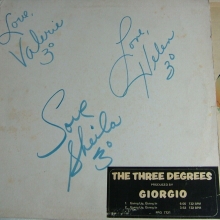 Love,
Valerie
3°
Love,
Helen
3°
Love
Sheila
3°
THE THREE DEGREES
PRODUCED BY
GIORGIO